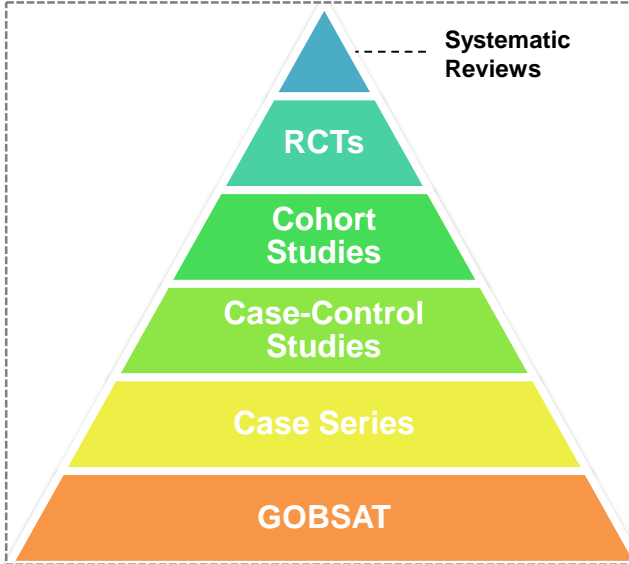 Systematic
Reviews
RCTs
Cohort
Studies
Case-Control
Studies
Case Series
GOBSAT